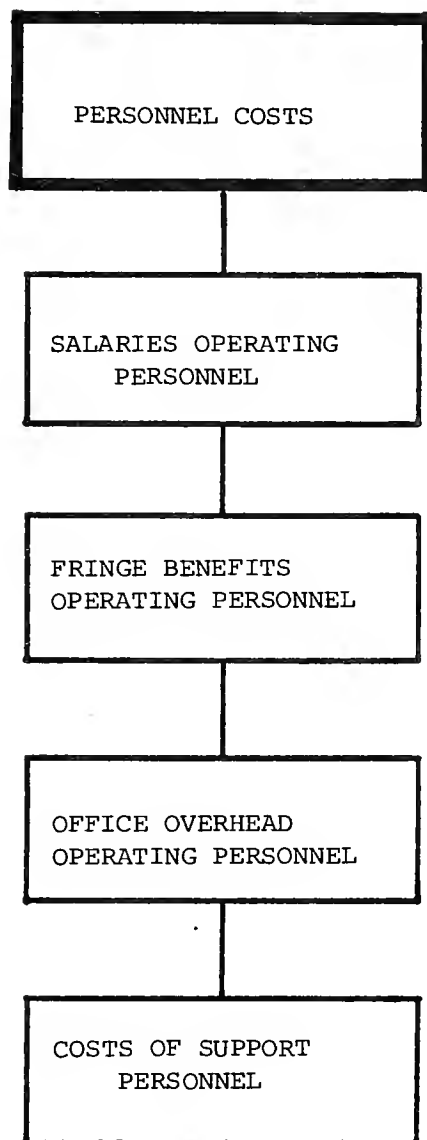 PERSONNEL COSTS
SALARIES OPERATING
PERSONNEL
FRINGE BENEFITS
OPERATING PERSONNEL
OFFICE OVERHEAD
OPERATING PERSONNEL
COSTS OF SUPPORT
PERSONNEL